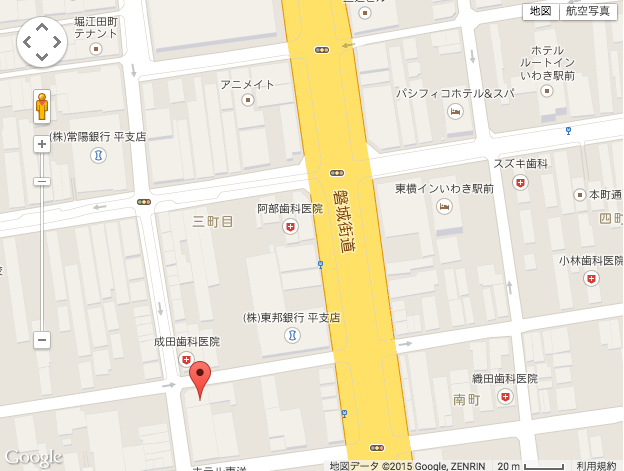 地図 航空写真
堀江田町
テナント
アニメイト
ホテル
ルートイン
いわき駅前
パシフィコホテル&スパ
(株)常陽銀行 平支店
スズキ歯科
東横インいわき駅前
本町通
三町目
阿部歯科医院
磐城街道
四町
小林歯科医院
(株)東邦銀行 平支店
成田歯科医院
織田歯科医院
南町
ホテル東洋
Google
地図データ ©2015 Google, ZENRIN 20 m 利用規約